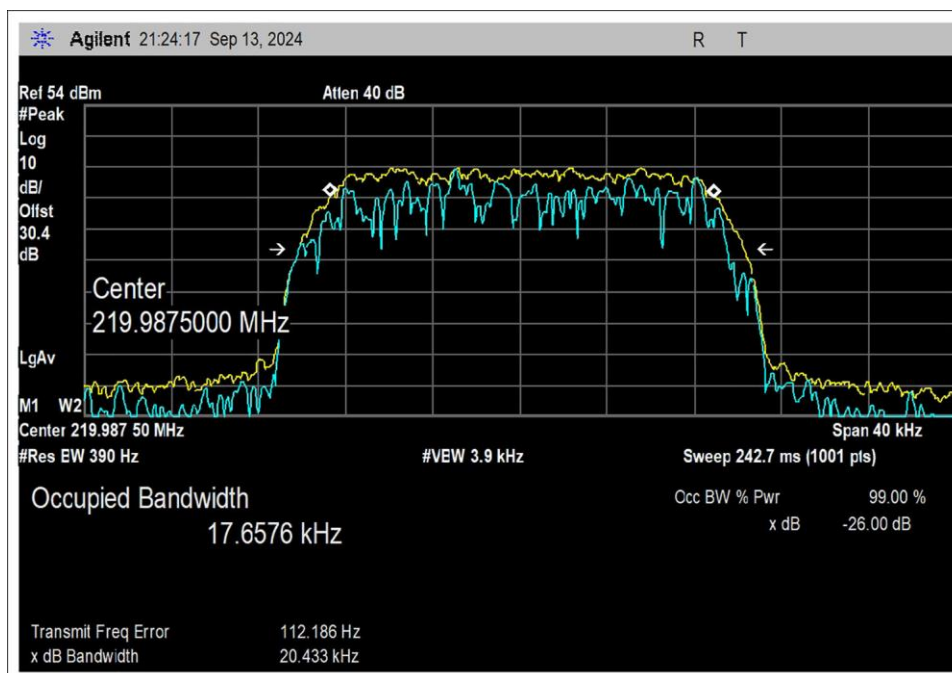 Agilent 21:24:17 Sep 13, 2024 R T
Ref 54 dBm Atten 40 dB
#Peak
Log
10
dB/
Offst
30.4
dB
Center
219.9875000 MHz
LgAv
M1 W2
Center 219.987 50 MHz Span 40 kHz
#Res BW 390 Hz #VBW 3.9 kHz Sweep 242.7 ms (1001 pts)
Occupied Bandwidth Occ BW % Pwr 99.00 %
17.6576 kHz x dB -26.00 dB
Transmit Freq Error 112.186 Hz
x dB Bandwidth 20.433 kHz